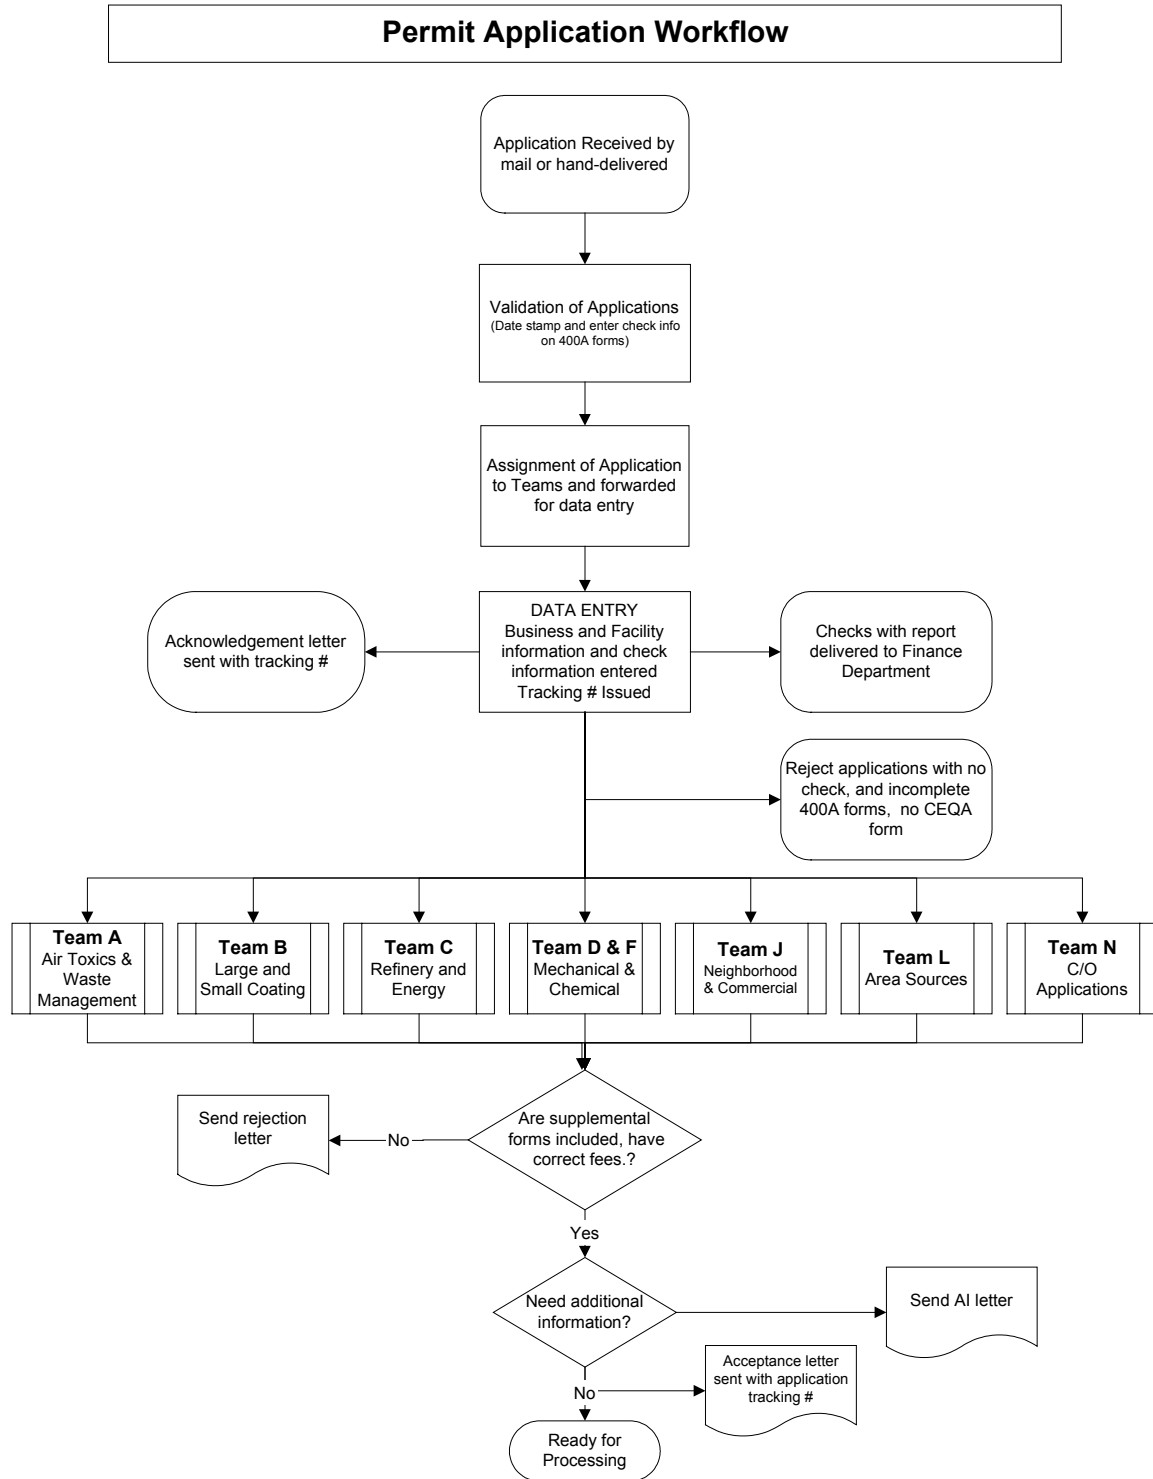 Permit Application Workflow
Application Received by
mail or hand-delivered
Validation of Applications
(Date stamp and enter check info
on 400A forms)
Assignment of Application
to Teams and forwarded
for data entry
Acknowledgement letter
sent with tracking #
DATA ENTRY
Business and Facility
information and check
information entered
Tracking # Issued
Checks with report
delivered to Finance
Department
Reject applications with no
check, and incomplete
400A forms,  no CEQA
form
Team A
Air Toxics &
Waste
Management
Team B
Large and
Small Coating
Team C
Refinery and
Energy
Team D & F
Mechanical &
Chemical
Team J
Neighborhood
& Commercial
Team L
Area Sources
Team N
C/O
Applications
Send rejection
letter
No
Are supplemental
forms included, have
correct fees.?
Yes
Need additional
information?
Send AI letter
No
Acceptance letter
sent with application
tracking #
Ready for
Processing